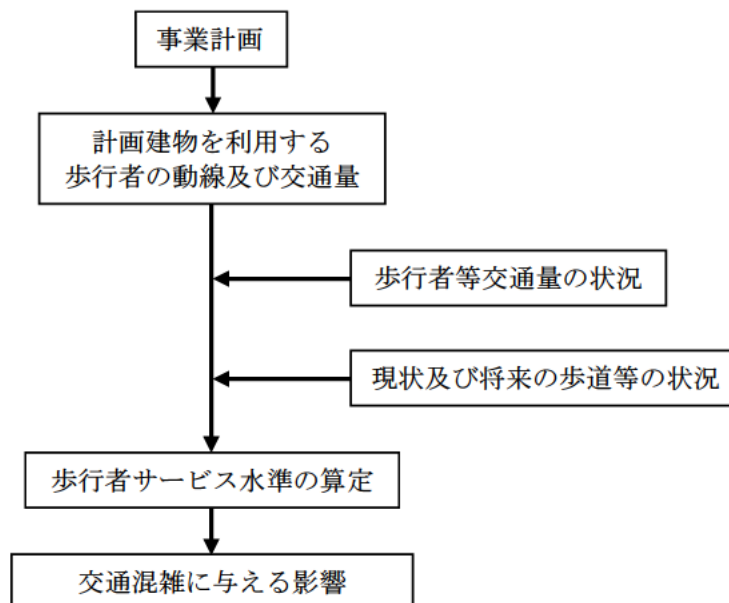 事業計画
計画建物を利用する
歩行者の動線及び交通量
歩行者等交通量の状況
現状及び将来の歩道等の状況
歩行者サービス水準の算定
交通混雑に与える影響